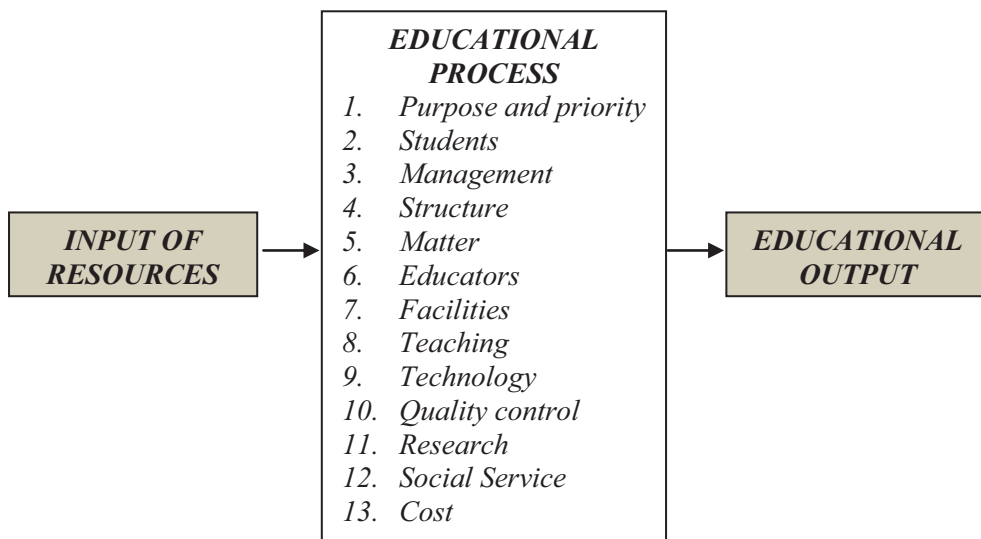 INPUT OF
RESOURCES
EDUCATIONAL
PROCESS
1. Purpose and priority
2. Students
3. Management
4. Structure
5. Matter
6. Educators
7. Facilities
8. Teaching
9. Technology
10. Quality control
11. Research
12. Social Service
13. Cost
EDUCATIONAL
OUTPUT